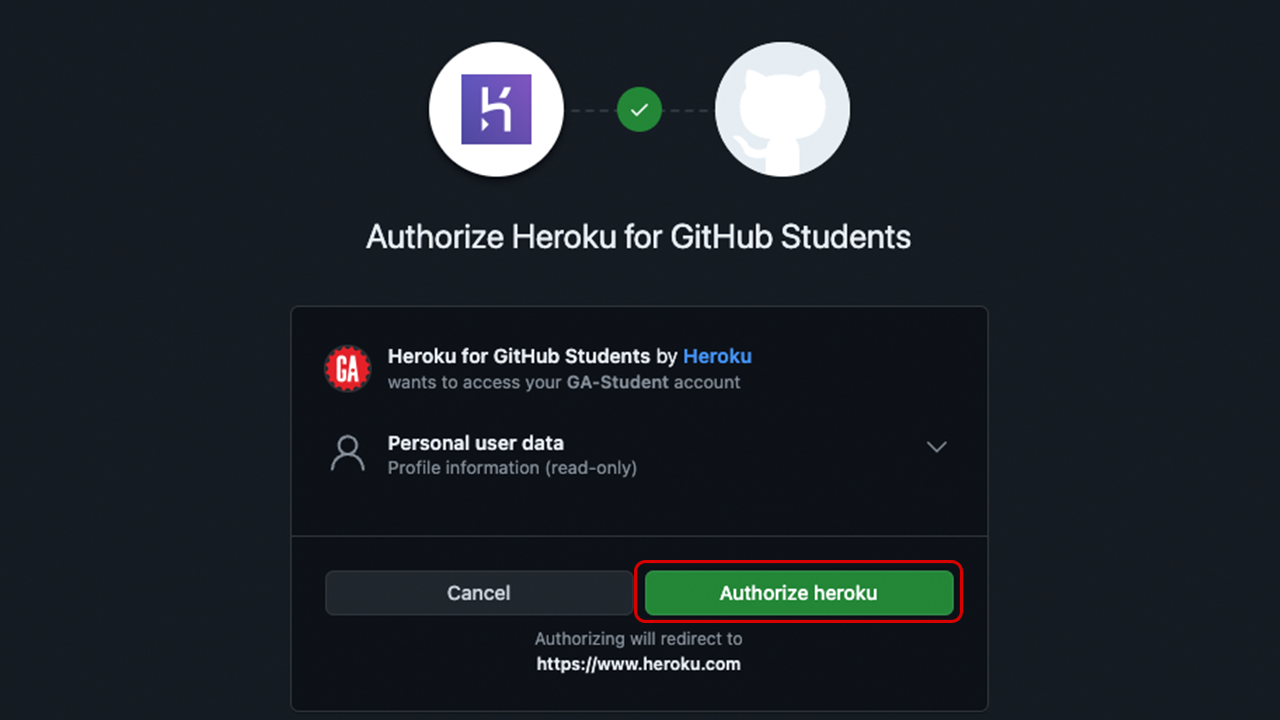 Authorize Heroku for GitHub Students
GA
Heroku for GitHub Students by Heroku
wants to access your GA-Student account
Personal user data
Profile information (read-only)
Cancel
Authorize heroku
Authorizing will redirect to
https://www.heroku.com